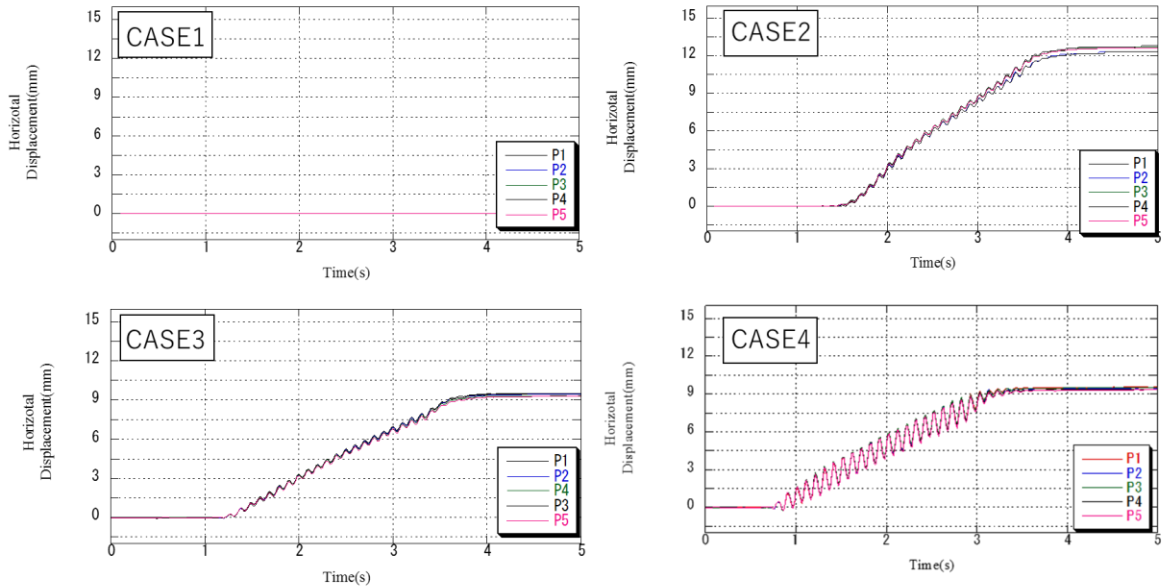 CASE1
15
12
9
6
3
0
Horizotal
Displacement(mm)
P1
P2
P3
P4
P5
0 1 2 3 4 5
Time(s)
CASE2
15
12
9
6
3
0
Horizotal
Displacement(mm)
P1
P2
P3
P4
P5
0 1 2 3 4 5
Time(s)
CASE3
15
12
9
6
3
0
Horizotal
Displacement(mm)
P1
P2
P4
P3
P5
0 1 2 3 4 5
Time(s)
CASE4
15
12
9
6
3
0
Horizotal
Displacement(mm)
P1
P2
P3
P4
P5
0 1 2 3 4 5
Time(s)